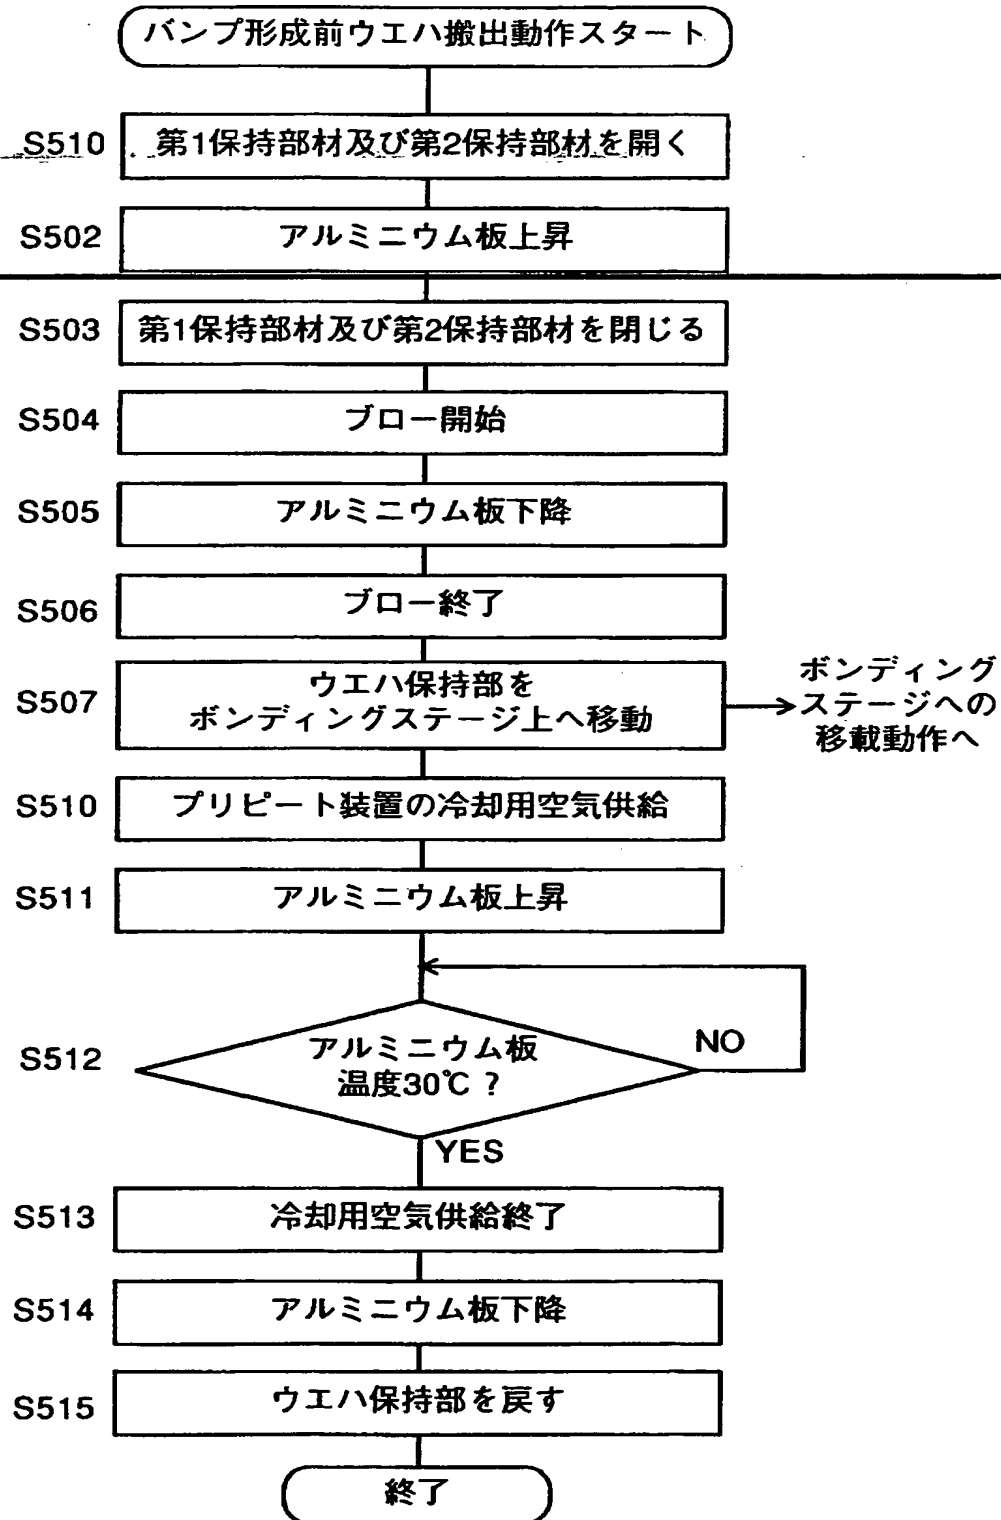 バンプ形成前ウエハ搬出動作スタート
S510 第1保持部材及び第2保持部材を開く
S502 アルミニウム板上昇
S503 第1保持部材及び第2保持部材を閉じる
S504 ブロー開始
S505 アルミニウム板下降
S506 ブロー終了
S507 ウエハ保持部を
ボンディングステージ上へ移動
ボンディング
ステージへの
移載動作へ
S510 プリピート装置の冷却用空気供給
S511 アルミニウム板上昇
S512 アルミニウム板
温度30℃？
NO
YES
S513 冷却用空気供給終了
S514 アルミニウム板下降
S515 ウエハ保持部を戻す
終了